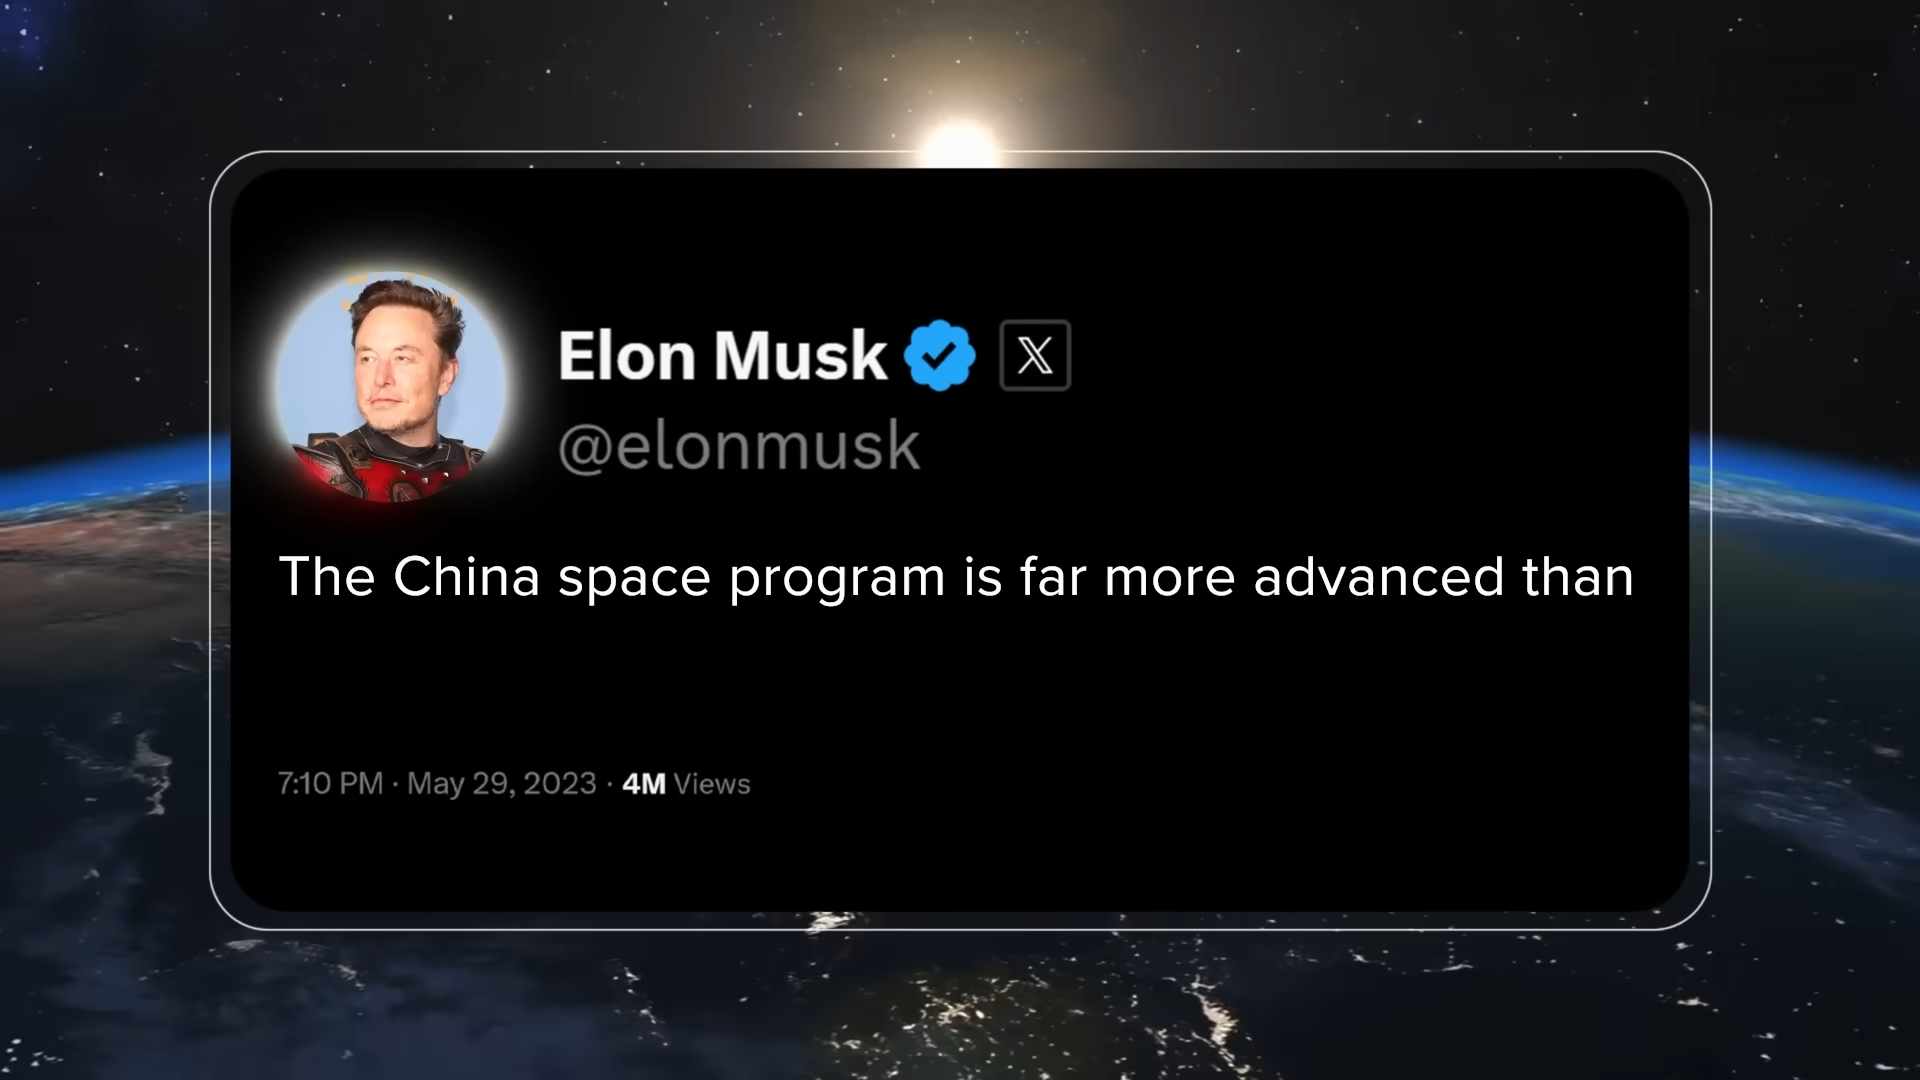 Elon Musk
@elonmusk
The China space program is far more advanced than
7:10 PM · May 29, 2023 · 4M Views